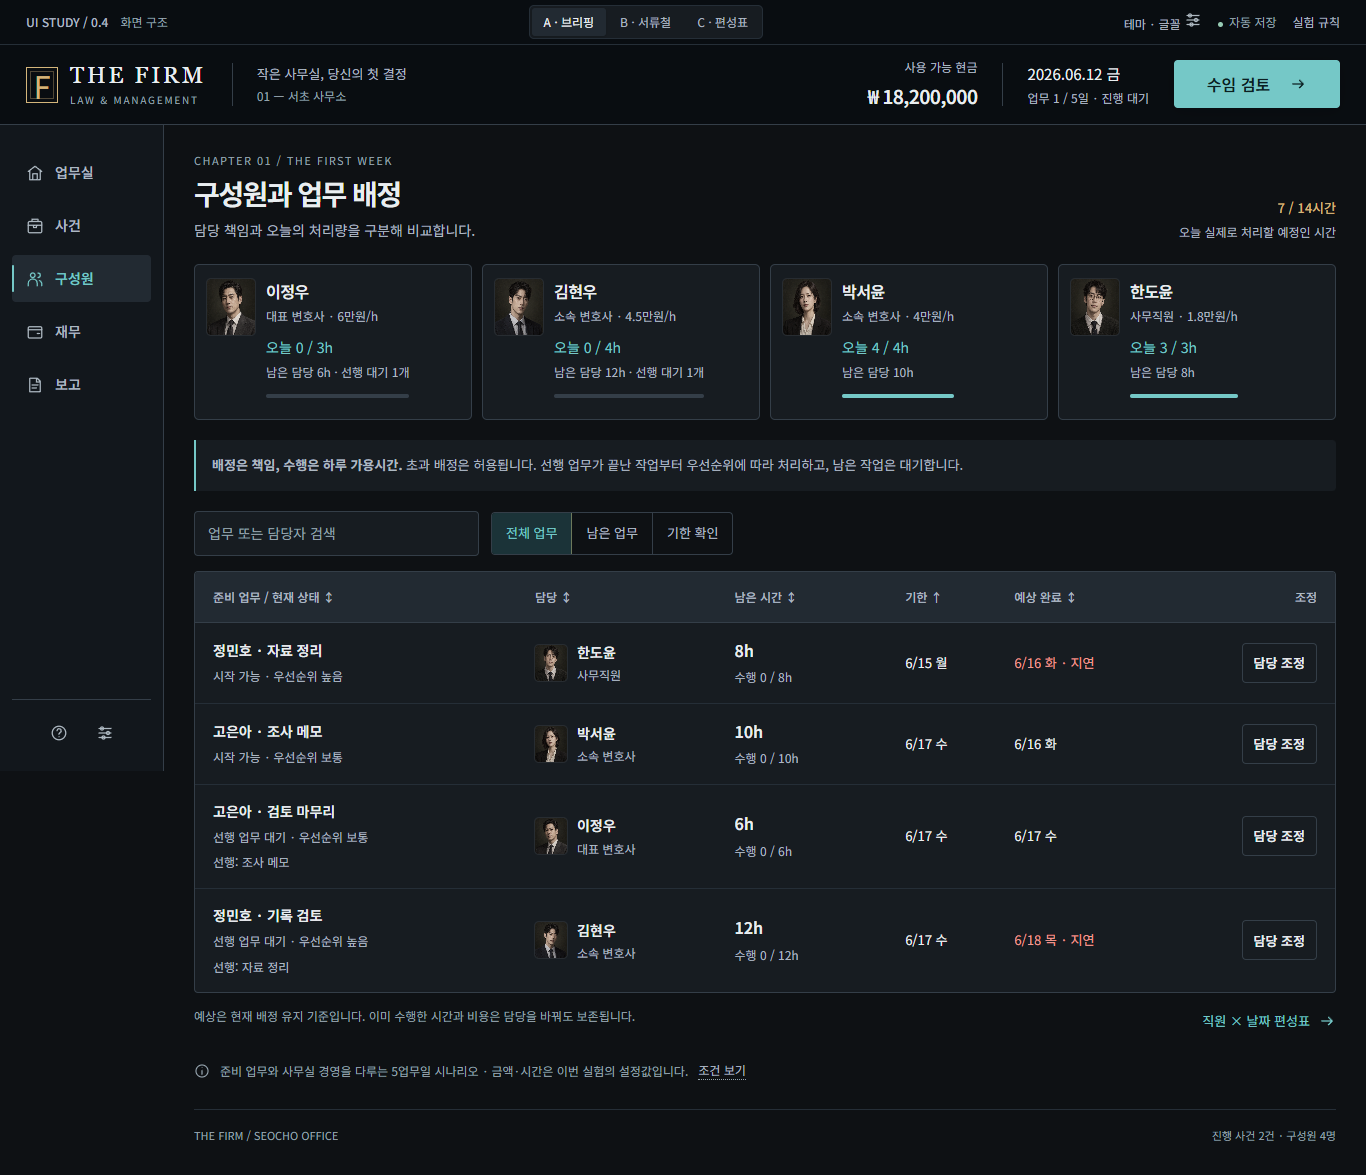 UI STUDY / 0.4 화면 구조
A · 브리핑 B · 서류철 C · 편성표
테마 · 글꼴 자동 저장 실험 규칙
F THE FIRM
LAW & MANAGEMENT
작은 사무실, 당신의 첫 결정
01 — 서초 사무소
사용 가능 현금
₩ 18,200,000
2026.06.12 금
업무 1 / 5일 · 진행 대기
수임 검토 →
업무실
사건
구성원
재무
보고
CHAPTER 01 / THE FIRST WEEK
구성원과 업무 배정
담당 책임과 오늘의 처리량을 구분해 비교합니다.
7 / 14시간
오늘 실제로 처리할 예정인 시간
이정우
대표 변호사 · 6만원/h
오늘 0 / 3h
남은 담당 6h · 선행 대기 1개
김현우
소속 변호사 · 4.5만원/h
오늘 0 / 4h
남은 담당 12h · 선행 대기 1개
박서윤
소속 변호사 · 4만원/h
오늘 4 / 4h
남은 담당 10h
한도윤
사무직원 · 1.8만원/h
오늘 3 / 3h
남은 담당 8h
배정은 책임, 수행은 하루 가용시간. 초과 배정은 허용됩니다. 선행 업무가 끝난 작업부터 우선순위에 따라 처리하고, 남은 작업은 대기합니다.
업무 또는 담당자 검색
전체 업무 남은 업무 기한 확인
준비 업무 / 현재 상태 ↕ 담당 ↕ 남은 시간 ↕ 기한 ↑ 예상 완료 ↕ 조정
정민호 · 자료 정리
시작 가능 · 우선순위 높음
한도윤
사무직원
8h
수행 0 / 8h
6/15 월
6/16 화 · 지연
담당 조정
고은아 · 조사 메모
시작 가능 · 우선순위 보통
박서윤
소속 변호사
10h
수행 0 / 10h
6/17 수
6/16 화
담당 조정
고은아 · 검토 마무리
선행 업무 대기 · 우선순위 보통
선행: 조사 메모
이정우
대표 변호사
6h
수행 0 / 6h
6/17 수
6/17 수
담당 조정
정민호 · 기록 검토
선행 업무 대기 · 우선순위 높음
선행: 자료 정리
김현우
소속 변호사
12h
수행 0 / 12h
6/17 수
6/18 목 · 지연
담당 조정
예상은 현재 배정 유지 기준입니다. 이미 수행한 시간과 비용은 담당을 바꿔도 보존됩니다.
직원 × 날짜 편성표 →
준비 업무와 사무실 경영을 다루는 5업무일 시나리오 · 금액·시간은 이번 실험의 설정값입니다. 조건 보기
THE FIRM / SEOCHO OFFICE
진행 사건 2건 · 구성원 4명